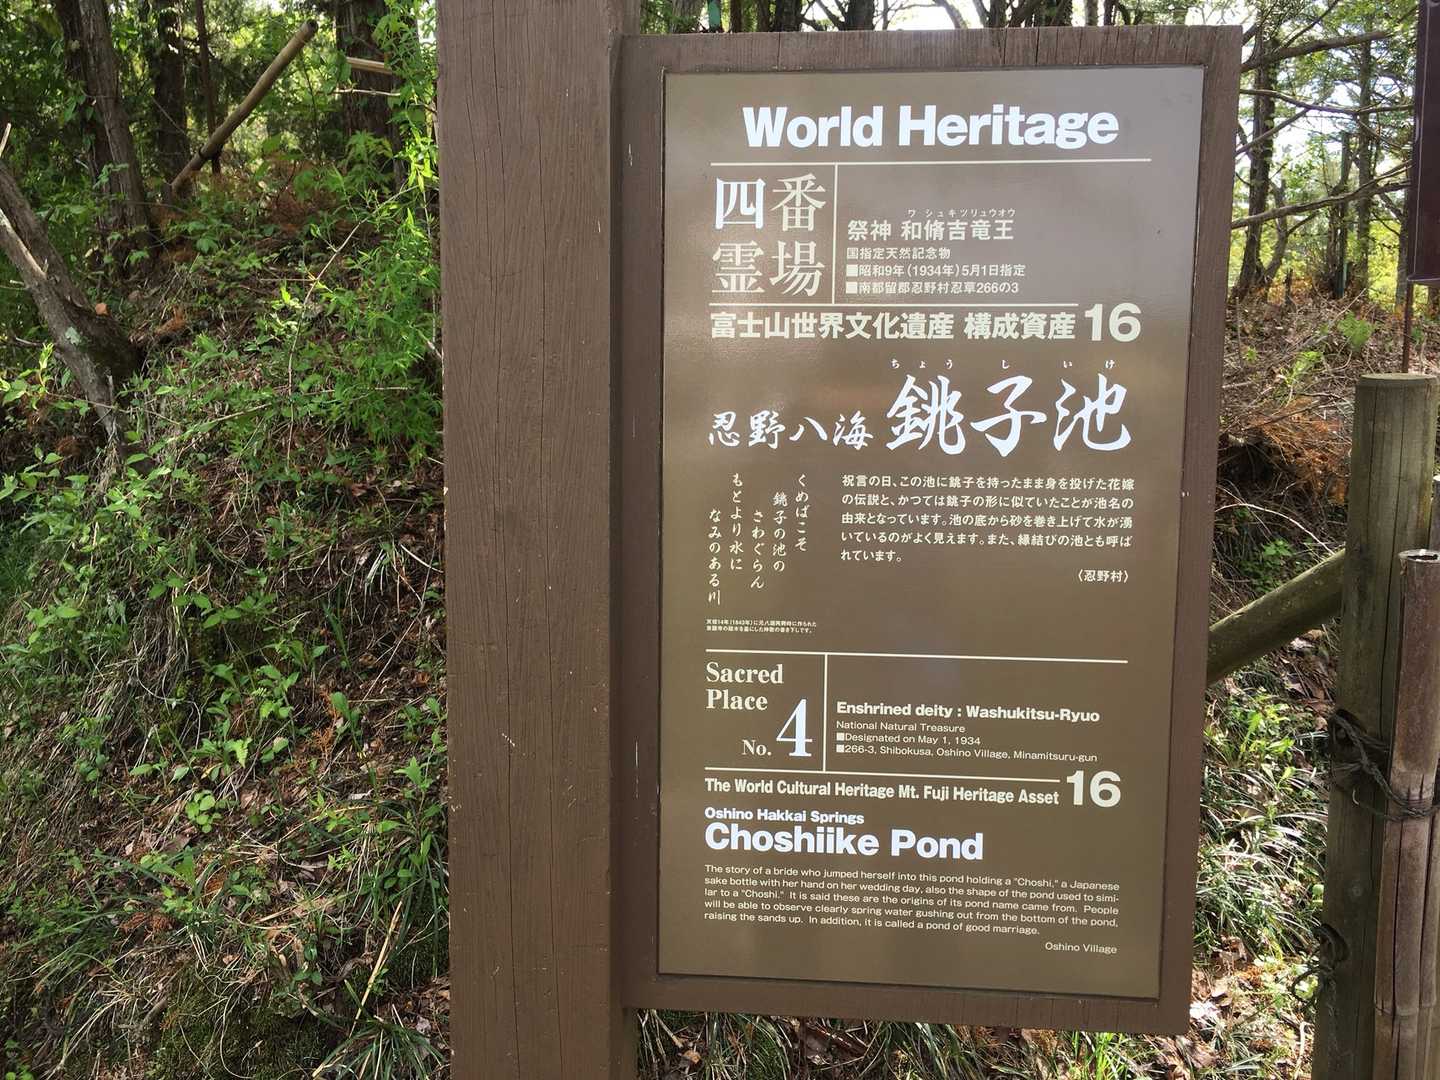 World Heritage
四番
霊場
ワシュキツリュウオウ
祭神 和脩吉竜王
国指定天然記念物
■昭和9年(1934年)5月1日指定
■南都留郡忍野村忍草266の3
富士山世界文化遺産 構成資産 16
ちょうしいけ
忍野八海 銚子池
くめばこそ
銚子の池の
さわぐらん
もとより水に
なみのある川
祝言の日、この池に銚子を持ったまま身を投げた花嫁
の伝説と、かつては銚子の形に似ていたことが池名の
由来となっています。池の底から砂を巻き上げて水が湧
いているのがよく見えます。また、縁結びの池とも呼ば
れています。
〈忍野村〉
Sacred
Place
No. 4
Enshrined deity : Washukitsu-Ryuo
National Natural Treasure
■Designated on May 1, 1934
■266-3, Shibokusa, Oshino Village, Minamitsuru-gun
The World Cultural Heritage Mt. Fuji Heritage Asset 16
Oshino Hakkai Springs
Choshiike Pond
The story of a bride who jumped herself into this pond holding a "Choshi," a Japanese
sake bottle with her hand on her wedding day, also the shape of the pond used to simi-
lar to a "Choshi." It is said these are the origins of its pond name came from. People
will be able to observe clearly spring water gushing out from the bottom of the pond,
raising the sands up. In addition, it is called a pond of good marriage.
Oshino Village